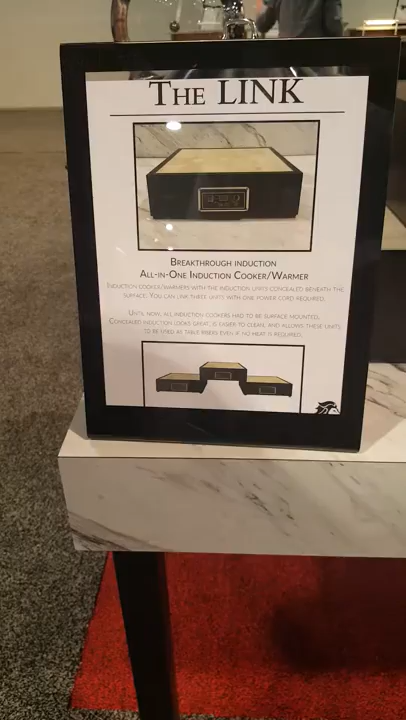 The LINK
Breakthrough induction
All-in-One Induction Cooker/Warmer
Induction cooker/warmers with the induction units concealed beneath the
surface. You can link three units with one power cord required.
Until now, all induction cookers had to be surface mounted.
Concealed induction looks great, is easier to clean, and allows these units
to be used as table risers even if no heat is required.